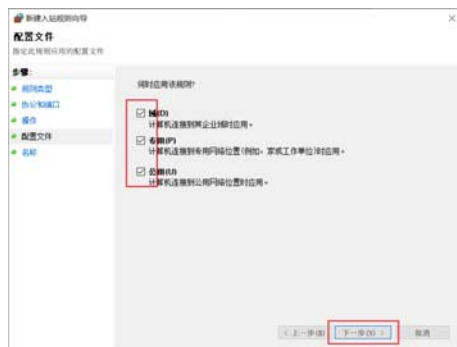 新建入站规则向导
配置文件
指定此规则应用的配置文件
步骤:
规则类型
协议和端口
操作
配置文件
名称
何时应用该规则?
域(D)
计算机连接到其企业域时应用。
专用(P)
计算机连接到专用网络位置(例如，家或工作单位)时应用。
公用(U)
计算机连接到公用网络位置时应用。
< 上一步(B)
下一步(N) >
取消